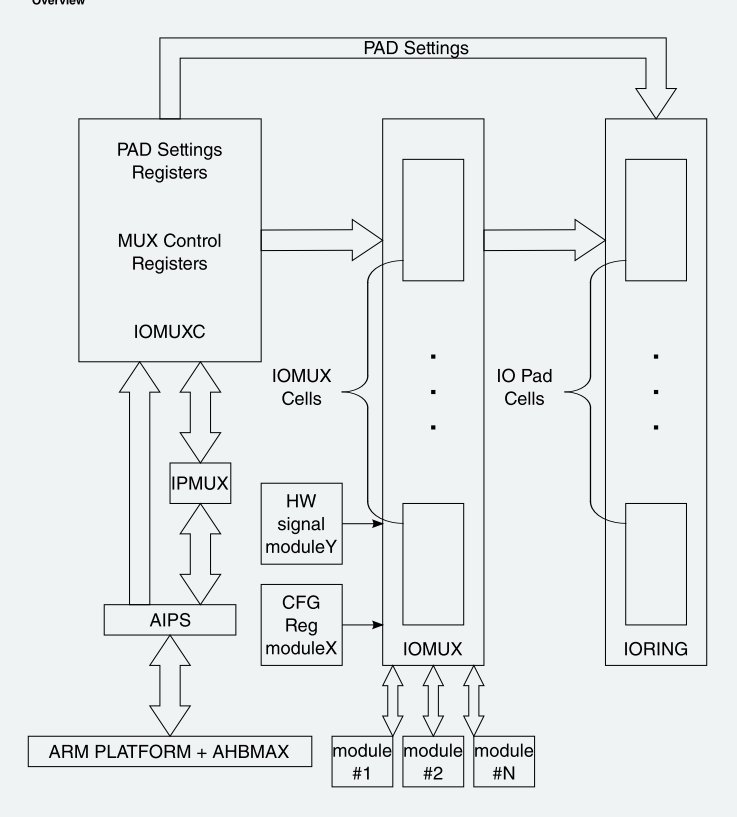 Overview
PAD Settings
PAD Settings
Registers
MUX Control
Registers
IOMUXC
IOMUX
Cells
IO Pad
Cells
IPMUX
HW
signal
moduleY
CFG
Reg
moduleX
AIPS
IOMUX
IORING
ARM PLATFORM + AHBMAX
module
#1
module
#2
module
#N